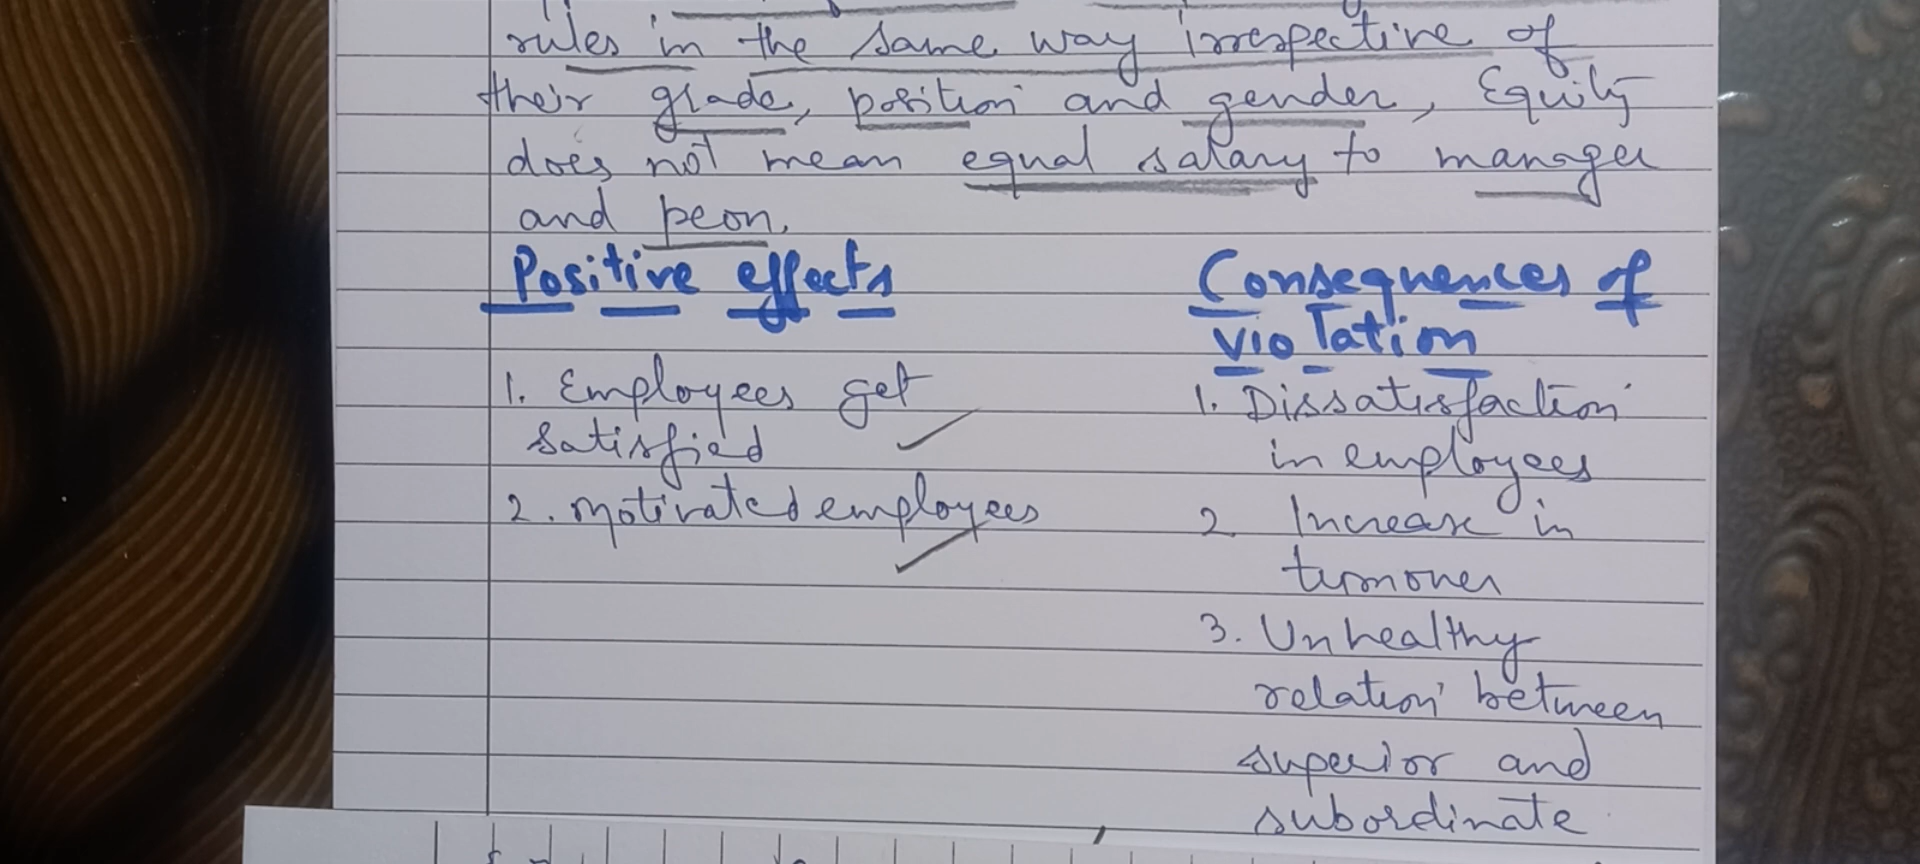 rules in the same way irrespective of
their grade, position and gender, Equity
does not mean equal salary to manager
and peon.
Positive effects
1. Employees get
satisfied
2. motivated employees
Consequences of
violation
1. Dissatisfaction
in employees
2. Increase in
turnover
3. Unhealthy
relation between
superior and
subordinate